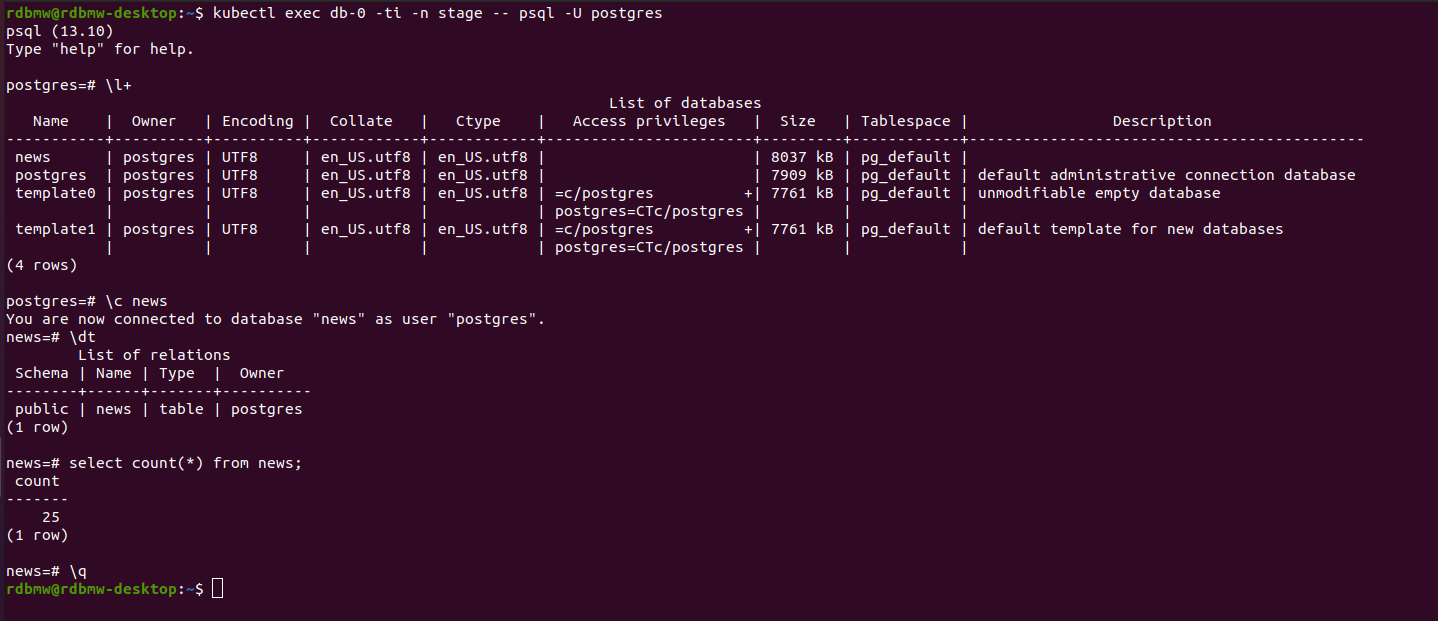 rdbmw@rdbmw-desktop:~$ kubectl exec db-0 -ti -n stage -- psql -U postgres
psql (13.10)
Type "help" for help.

postgres=# \l+
                                                                   List of databases
   Name    |  Owner   | Encoding |  Collate   |   Ctype    |   Access privileges   |  Size   | Tablespace |                Description
-----------+----------+----------+------------+------------+-----------------------+---------+------------+--------------------------------------------
 news      | postgres | UTF8     | en_US.utf8 | en_US.utf8 |                       | 8037 kB | pg_default |
 postgres  | postgres | UTF8     | en_US.utf8 | en_US.utf8 |                       | 7909 kB | pg_default | default administrative connection database
 template0 | postgres | UTF8     | en_US.utf8 | en_US.utf8 | =c/postgres          +| 7761 kB | pg_default | unmodifiable empty database
           |          |          |            |            | postgres=CTc/postgres |         |            |
 template1 | postgres | UTF8     | en_US.utf8 | en_US.utf8 | =c/postgres          +| 7761 kB | pg_default | default template for new databases
           |          |          |            |            | postgres=CTc/postgres |         |            |
(4 rows)

postgres=# \c news
You are now connected to database "news" as user "postgres".
news=# \dt
        List of relations
 Schema | Name | Type  |  Owner
--------+------+-------+----------
 public | news | table | postgres
(1 row)

news=# select count(*) from news;
 count
-------
    25
(1 row)

news=# \q
rdbmw@rdbmw-desktop:~$